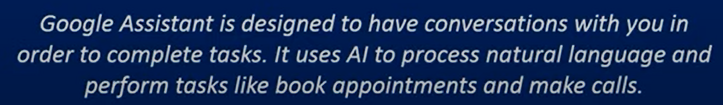 Google Assistant is designed to have conversations with you in
order to complete tasks. It uses AI to process natural language and
perform tasks like book appointments and make calls.